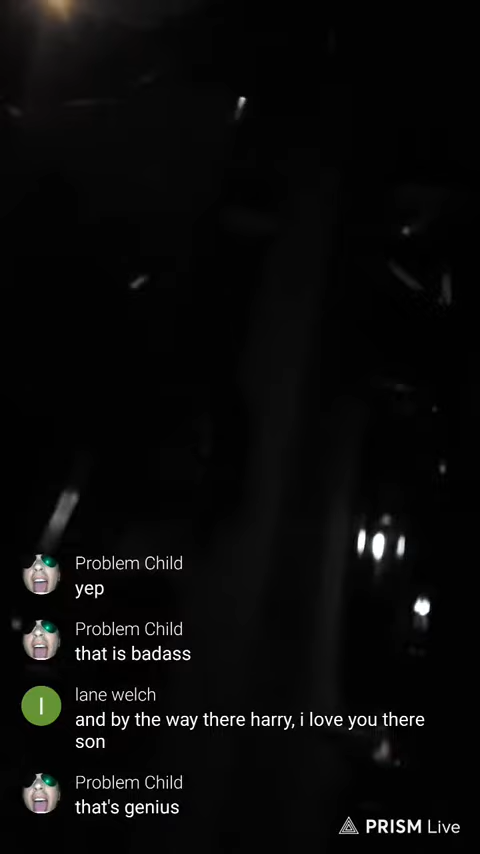 Problem Child
yep
Problem Child
that is badass
l
lane welch
and by the way there harry, i love you there
son
Problem Child
that's genius
PRISM Live